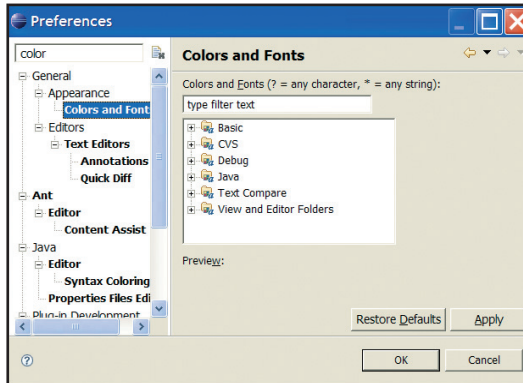 Preferences
color
General
Appearance
Colors and Font
Editors
Text Editors
Annotations
Quick Diff
Ant
Editor
Content Assist
Java
Editor
Syntax Coloring
Properties Files Edi
Plug-in Development
Colors and Fonts
Colors and Fonts (? = any character, * = any string):
type filter text
Basic
CVS
Debug
Java
Text Compare
View and Editor Folders
Preview:
Restore Defaults
Apply
OK
Cancel